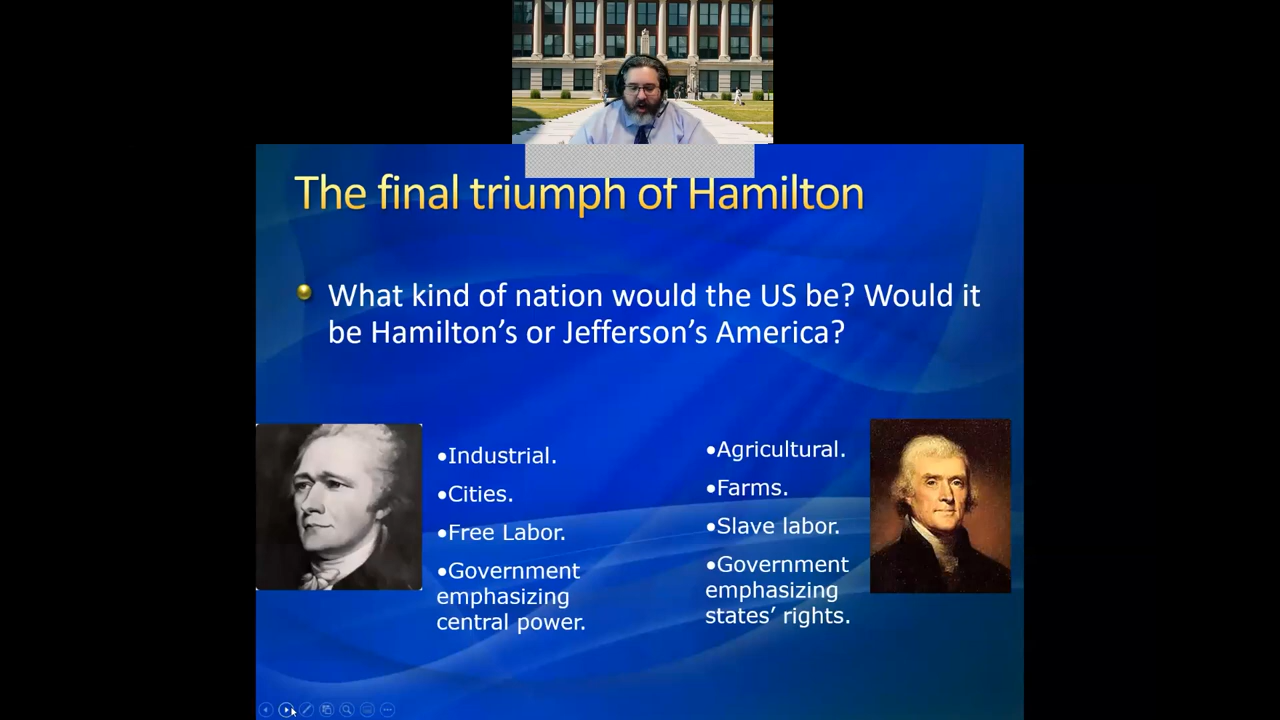 The final triumph of Hamilton
What kind of nation would the US be? Would it
be Hamilton's or Jefferson's America?
•Industrial.
•Cities.
•Free Labor.
•Government
emphasizing
central power.
•Agricultural.
•Farms.
•Slave labor.
•Government
emphasizing
states’ rights.